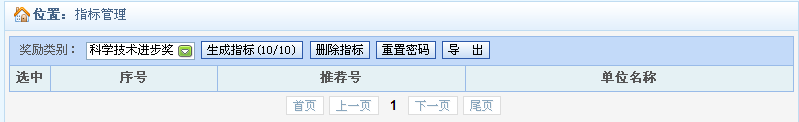 位置：指标管理
奖励类别： 科学技术进步奖 生成指标(10/10) 删除指标 重置密码 导 出
选中 序号 推荐号 单位名称
首页 上一页 1 下一页 尾页